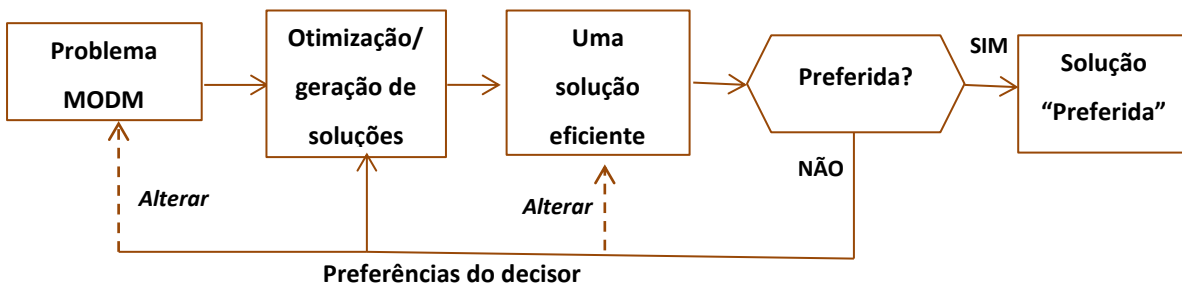 Problema
MODM
Otimização/
geração de
soluções
Uma
solução
eficiente
Preferida?
SIM
Solução
“Preferida”
NÃO
Alterar
Alterar
Preferências do decisor